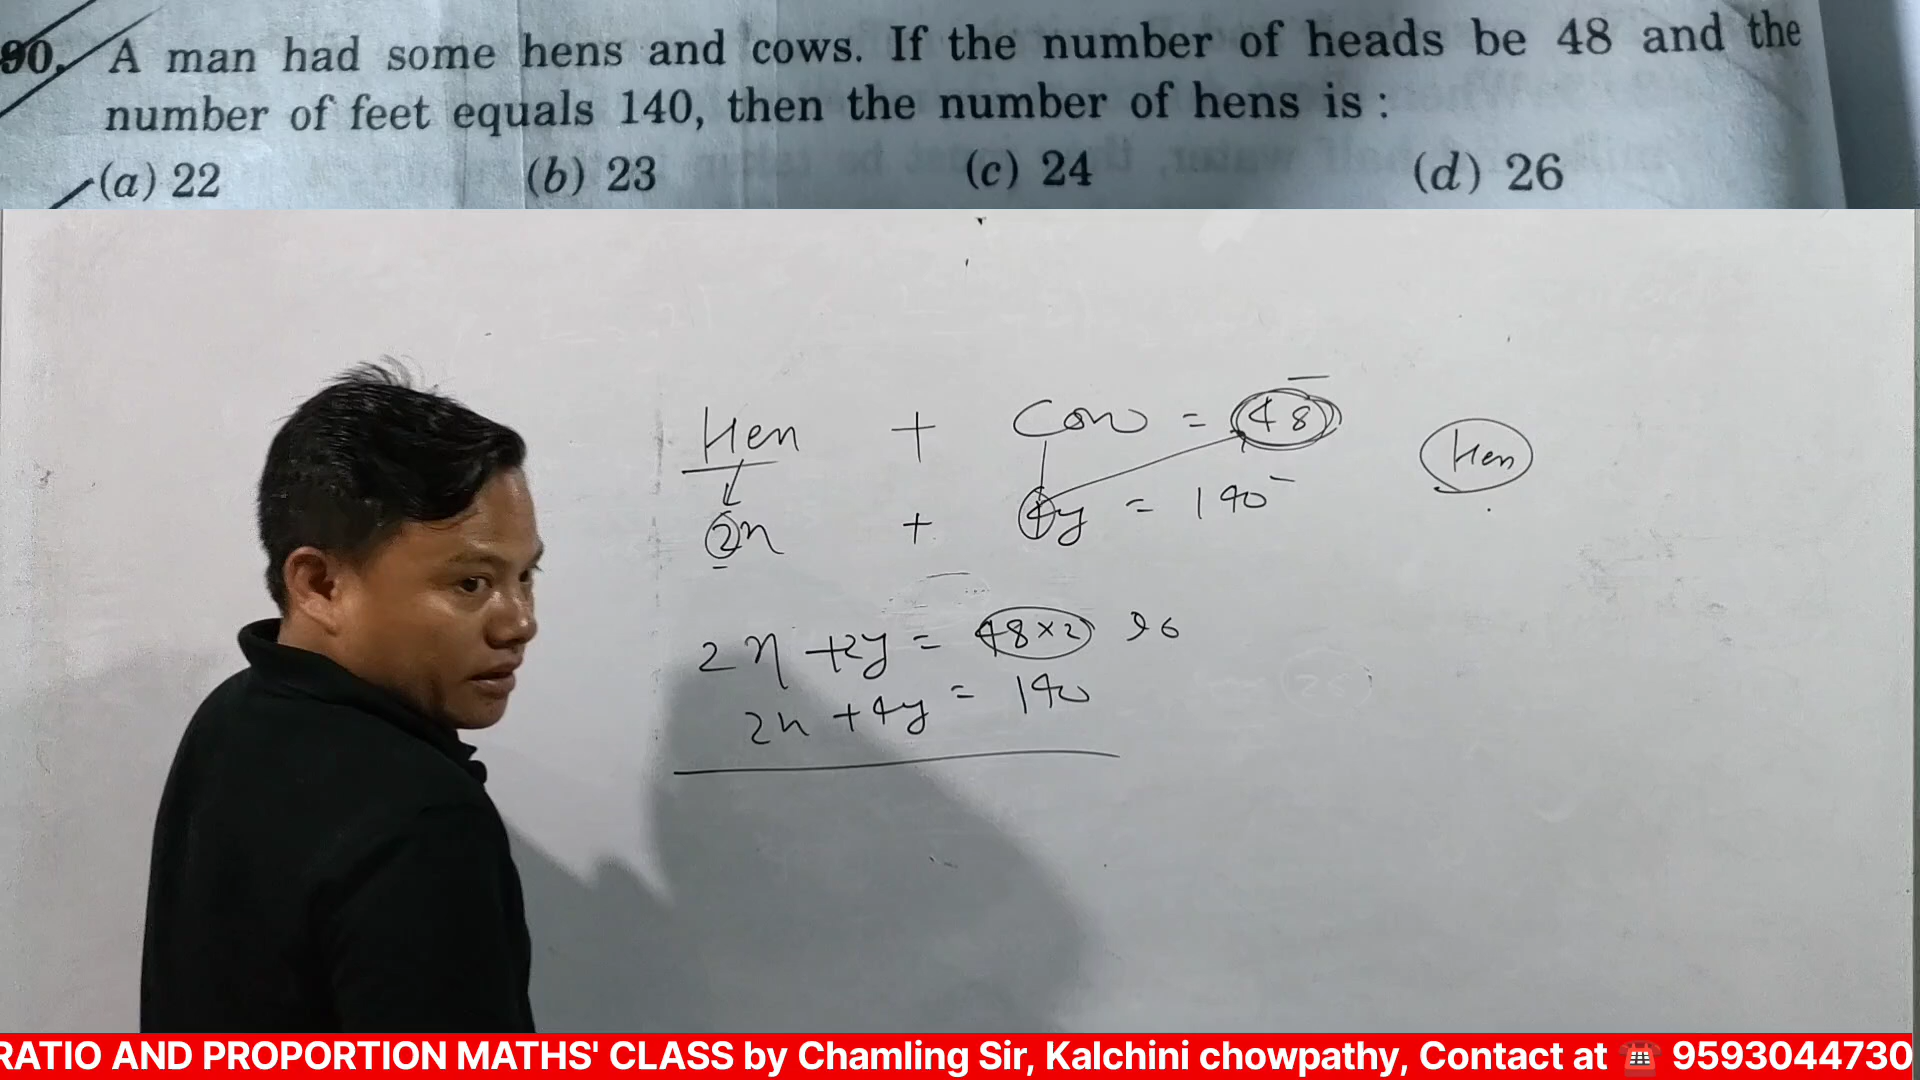 90. A man had some hens and cows. If the number of heads be 48 and the
number of feet equals 140, then the number of hens is :
(a) 22 (b) 23 (c) 24 (d) 26
Hen + Cow = 48
Hen
2x + 4y = 140
2x + 2y = 48×2 96
2x + 4y = 140
RATIO AND PROPORTION MATHS' CLASS by Chamling Sir, Kalchini chowpathy, Contact at ☎ 9593044730